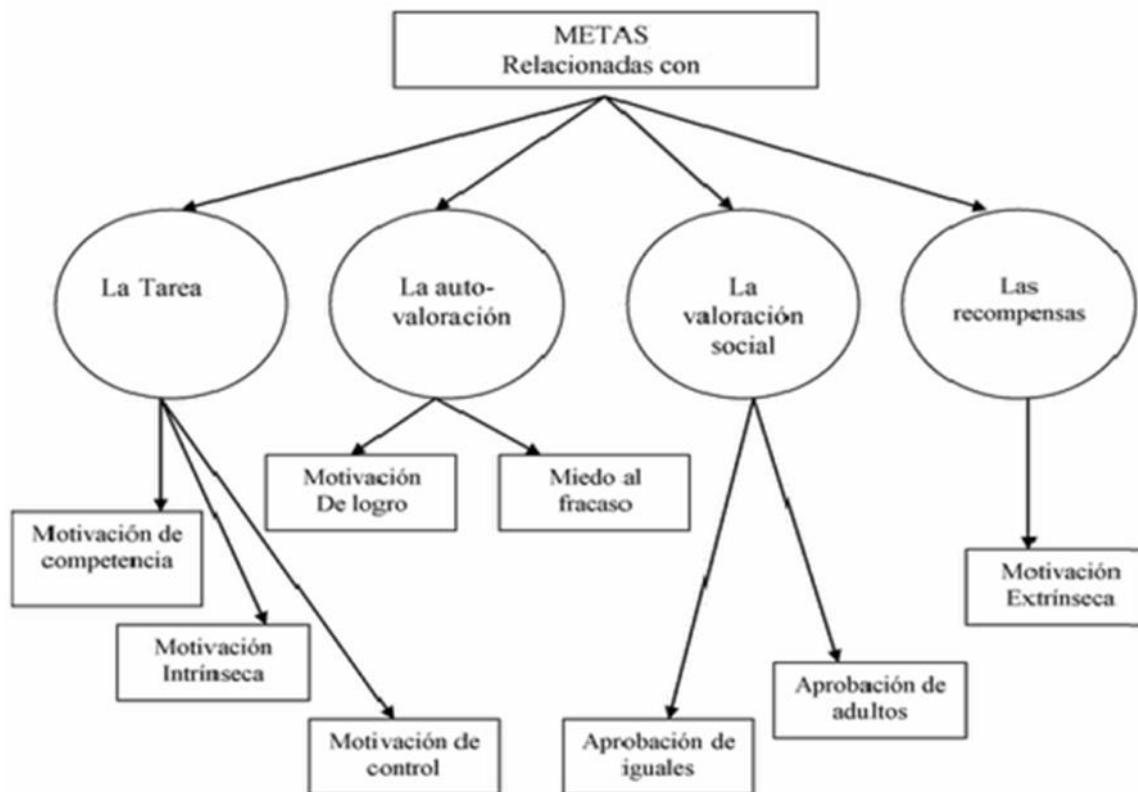 METAS
Relacionadas con
La Tarea
La auto-
valoración
La
valoración
social
Las
recompensas
Motivación
De logro
Miedo al
fracaso
Motivación de
competencia
Motivación
Intrínseca
Motivación de
control
Aprobación de
iguales
Aprobación de
adultos
Motivación
Extrínseca